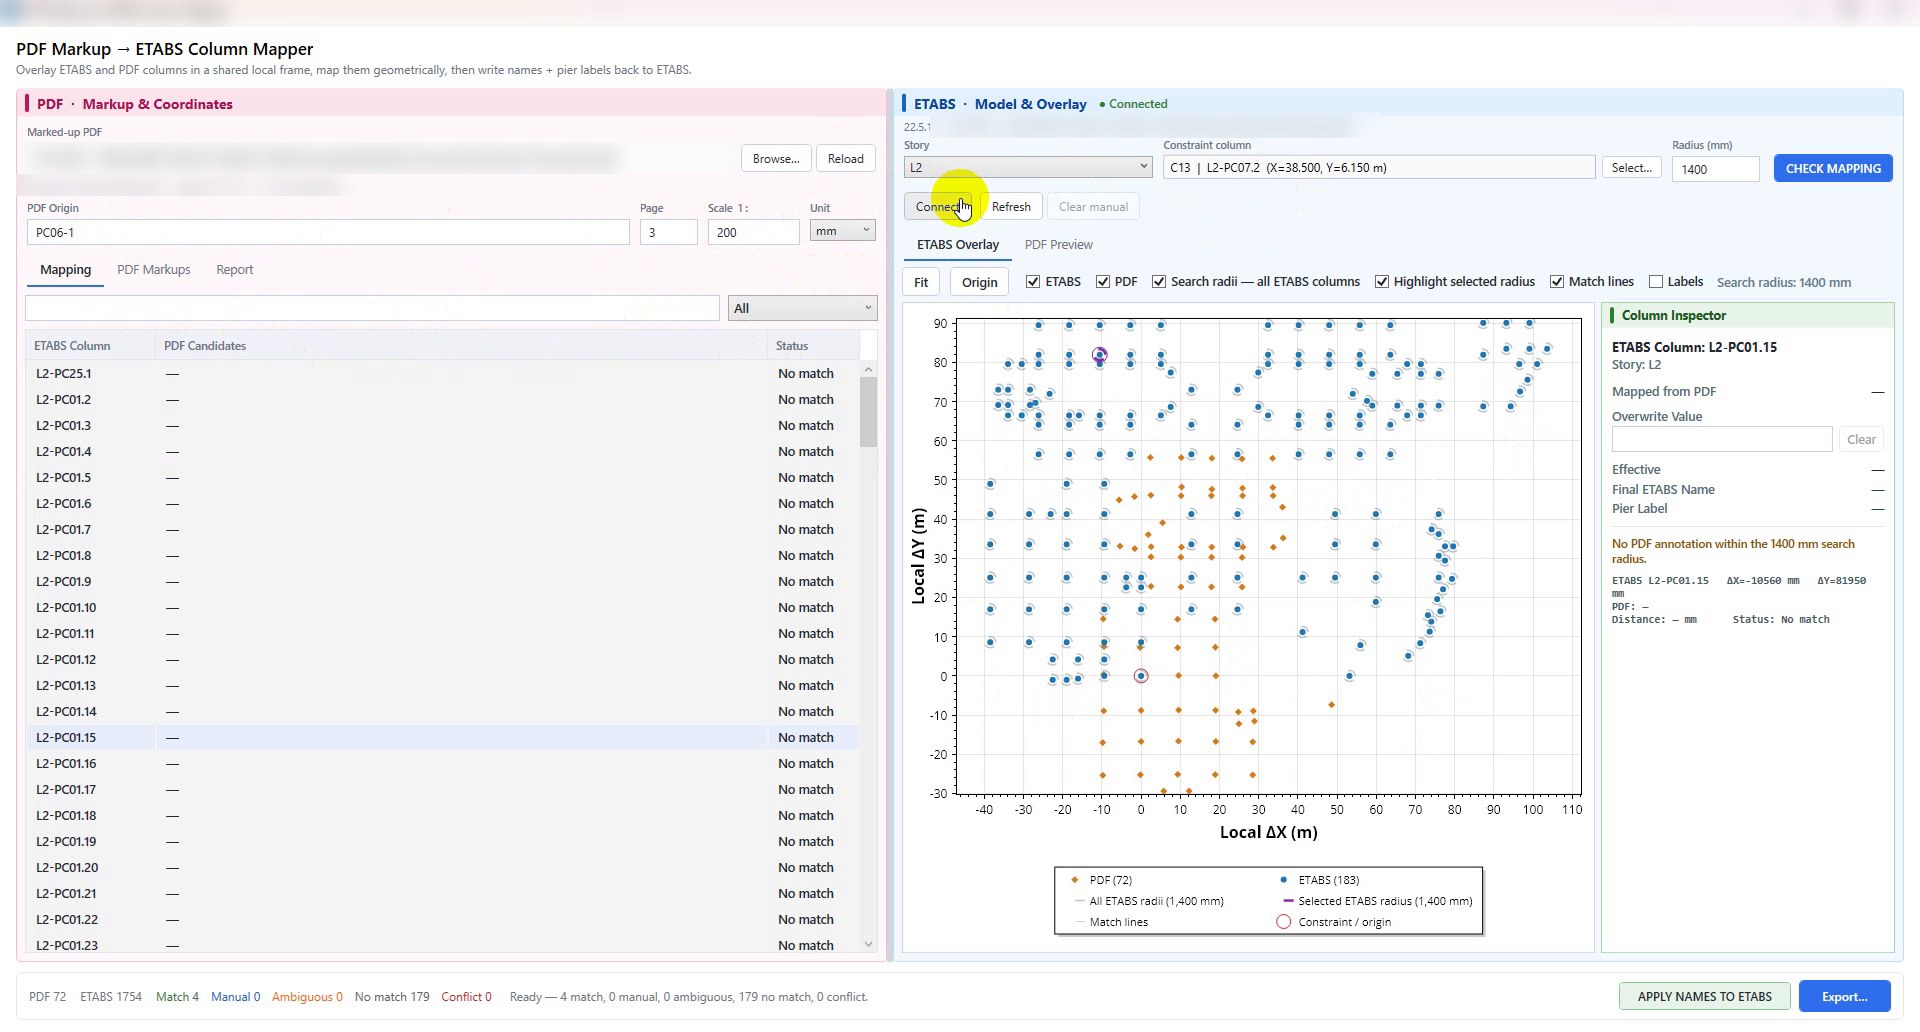 PDF Markup → ETABS Column Mapper
Overlay ETABS and PDF columns in a shared local frame, map them geometrically, then write names + pier labels back to ETABS.
PDF · Markup & Coordinates
Marked-up PDF
Browse...
Reload
PDF Origin
Page
Scale 1:
Unit
PC06-1
3
200
mm
Mapping
PDF Markups
Report
All
ETABS Column
PDF Candidates
Status
L2-PC25.1 — No match
L2-PC01.2 — No match
L2-PC01.3 — No match
L2-PC01.4 — No match
L2-PC01.5 — No match
L2-PC01.6 — No match
L2-PC01.7 — No match
L2-PC01.8 — No match
L2-PC01.9 — No match
L2-PC01.10 — No match
L2-PC01.11 — No match
L2-PC01.12 — No match
L2-PC01.13 — No match
L2-PC01.14 — No match
L2-PC01.15 — No match
L2-PC01.16 — No match
L2-PC01.17 — No match
L2-PC01.18 — No match
L2-PC01.19 — No match
L2-PC01.20 — No match
L2-PC01.21 — No match
L2-PC01.22 — No match
L2-PC01.23 — No match
ETABS · Model & Overlay
● Connected
22.5.1
Story
Constraint column
Radius (mm)
L2
C13 | L2-PC07.2 (X=38.500, Y=6.150 m)
Select...
1400
CHECK MAPPING
Connect
Refresh
Clear manual
ETABS Overlay
PDF Preview
Fit
Origin
ETABS
PDF
Search radii — all ETABS columns
Highlight selected radius
Match lines
Labels
Search radius: 1400 mm
90
80
70
60
50
40
30
20
10
0
-10
-20
-30
Local ΔY (m)
-40 -30 -20 -10 0 10 20 30 40 50 60 70 80 90 100 110
Local ΔX (m)
PDF (72)
ETABS (183)
All ETABS radii (1,400 mm)
Selected ETABS radius (1,400 mm)
Match lines
Constraint / origin
Column Inspector
ETABS Column: L2-PC01.15
Story: L2
Mapped from PDF —
Overwrite Value
Clear
Effective —
Final ETABS Name —
Pier Label —
No PDF annotation within the 1400 mm search
radius.
ETABS L2-PC01.15 ΔX=-10560 mm ΔY=81950
mm
PDF: —
Distance: — mm Status: No match
PDF 72
ETABS 1754
Match 4
Manual 0
Ambiguous 0
No match 179
Conflict 0
Ready — 4 match, 0 manual, 0 ambiguous, 179 no match, 0 conflict.
APPLY NAMES TO ETABS
Export...